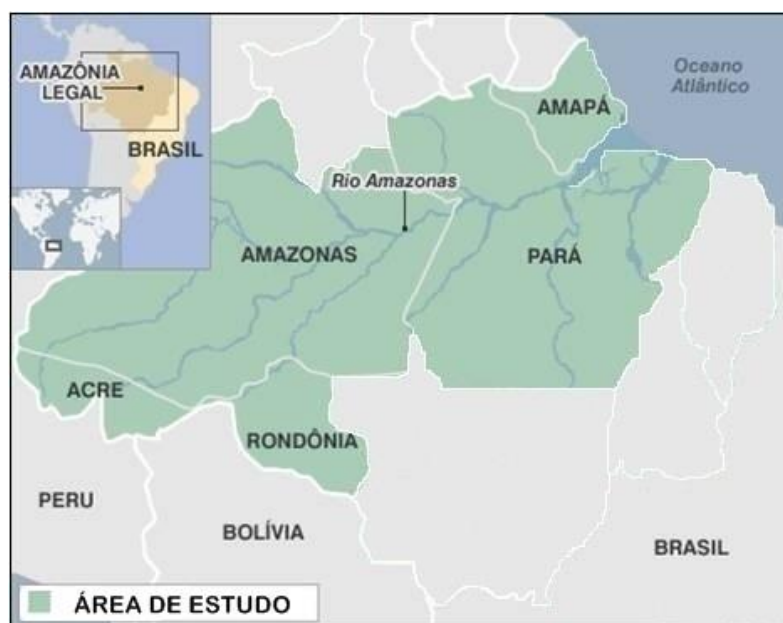 AMAZÔNIA
LEGAL
BRASIL
Oceano
Atlântico
AMAPÁ
Rio Amazonas
AMAZONAS
PARÁ
ACRE
RONDÔNIA
PERU
BOLÍVIA
BRASIL
ÁREA DE ESTUDO